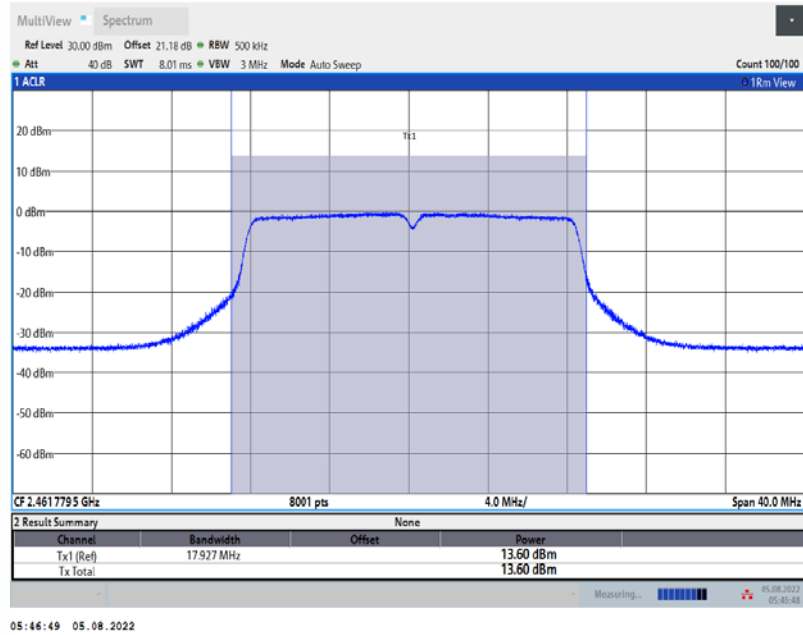 MultiView Spectrum
Ref Level 30.00 dBm Offset 21.18 dB RBW 500 kHz
Att 40 dB SWT 8.01 ms VBW 3 MHz Mode Auto Sweep Count 100/100
1 ACLR 1Rm View
Tx1
20 dBm
10 dBm
0 dBm
-10 dBm
-20 dBm
-30 dBm
-40 dBm
-50 dBm
-60 dBm
CF 2.4617795 GHz 8001 pts 4.0 MHz/ Span 40.0 MHz
2 Result Summary None
Channel Bandwidth Offset Power
Tx1 (Ref) 17.927 MHz 13.60 dBm
Tx Total 13.60 dBm
Measuring... 05.08.2022
05:46:48
05:46:49 05.08.2022